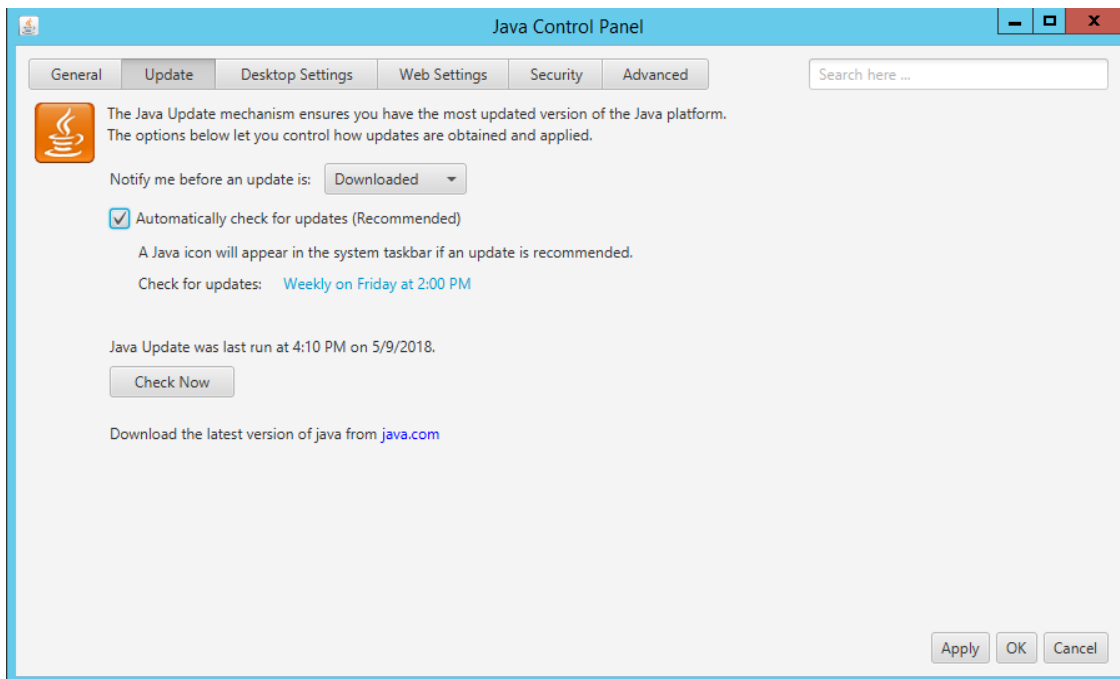 Java Control Panel
General Update Desktop Settings Web Settings Security Advanced Search here ...
The Java Update mechanism ensures you have the most updated version of the Java platform.
The options below let you control how updates are obtained and applied.
Notify me before an update is: Downloaded
Automatically check for updates (Recommended)
A Java icon will appear in the system taskbar if an update is recommended.
Check for updates: Weekly on Friday at 2:00 PM
Java Update was last run at 4:10 PM on 5/9/2018.
Check Now
Download the latest version of java from java.com
Apply OK Cancel